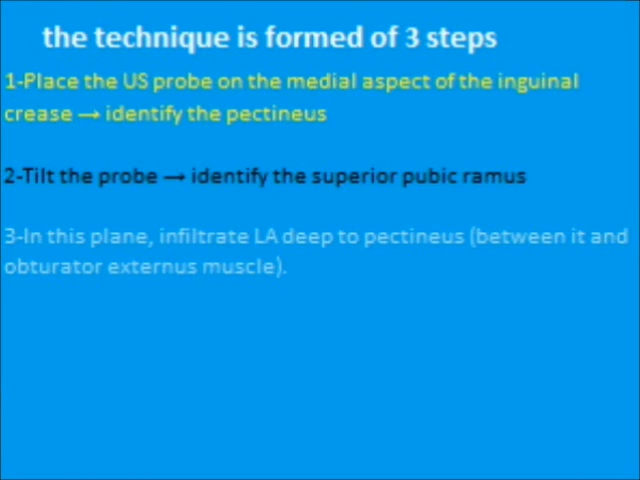 the technique is formed of 3 steps
1-Place the US probe on the medial aspect of the inguinal
crease → identify the pectineus
2-Tilt the probe → identify the superior pubic ramus
3-In this plane, infiltrate LA deep to pectineus (between it and
obturator externus muscle).